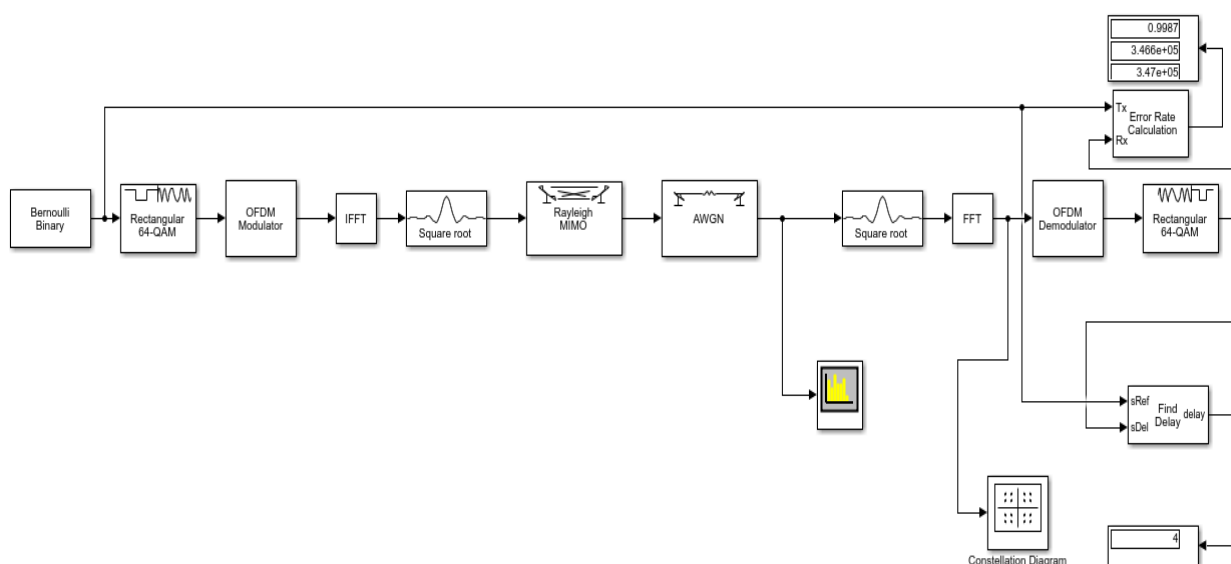 0.9987
3.466e+05
3.47e+05
Tx
Rx
Error Rate
Calculation
Bernoulli
Binary
Rectangular
64-QAM
OFDM
Modulator
IFFT
Square root
Rayleigh
MIMO
AWGN
Square root
FFT
OFDM
Demodulator
Rectangular
64-QAM
sRef
sDel
Find
Delay
delay
4
Constellation Diagram